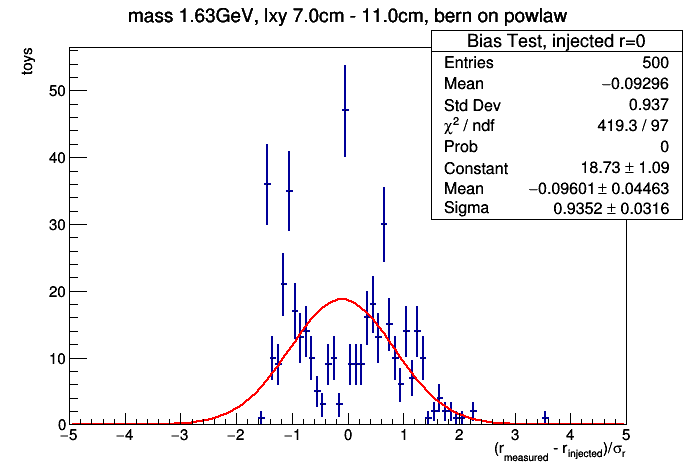 mass 1.63GeV, lxy 7.0cm - 11.0cm, bern on powlaw
Bias Test, injected r=0
Entries 500
Mean −0.09296
Std Dev 0.937
χ² / ndf 419.3 / 97
Prob 0
Constant 18.73 ± 1.09
Mean −0.09601 ± 0.04463
Sigma 0.9352 ± 0.0316
toys
50
40
30
20
10
0
−5 −4 −3 −2 −1 0 1 2 3 4 5
(r_measured - r_injected)/σ_r